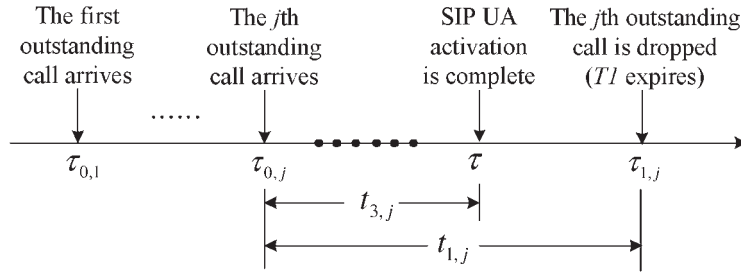 The first
outstanding
call arrives
The jth
outstanding
call arrives
SIP UA
activation
is complete
The jth outstanding
call is dropped
(T1 expires)
......
τ0,1
τ0,j
τ
τ1,j
t3,j
t1,j